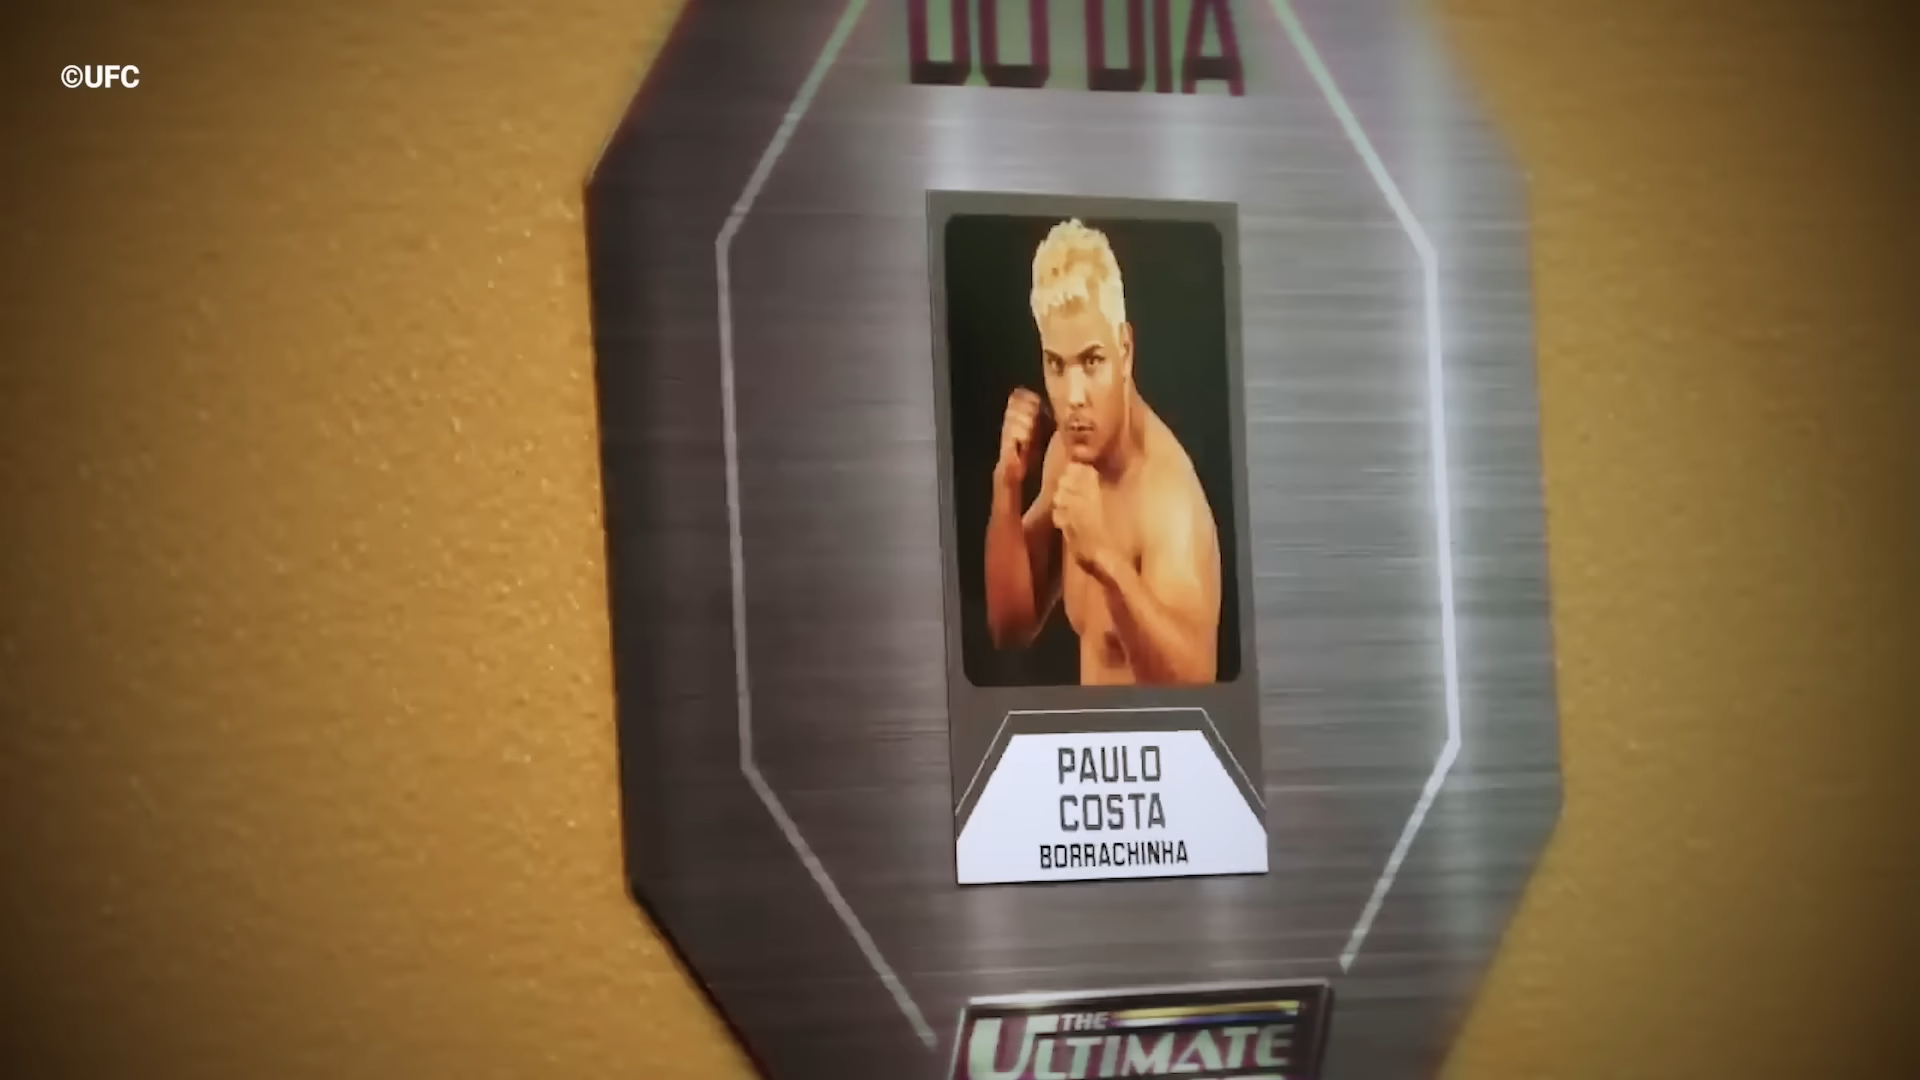 ©UFC
DO DIA
PAULO
COSTA
BORRACHINHA
THE
ULTIMATE